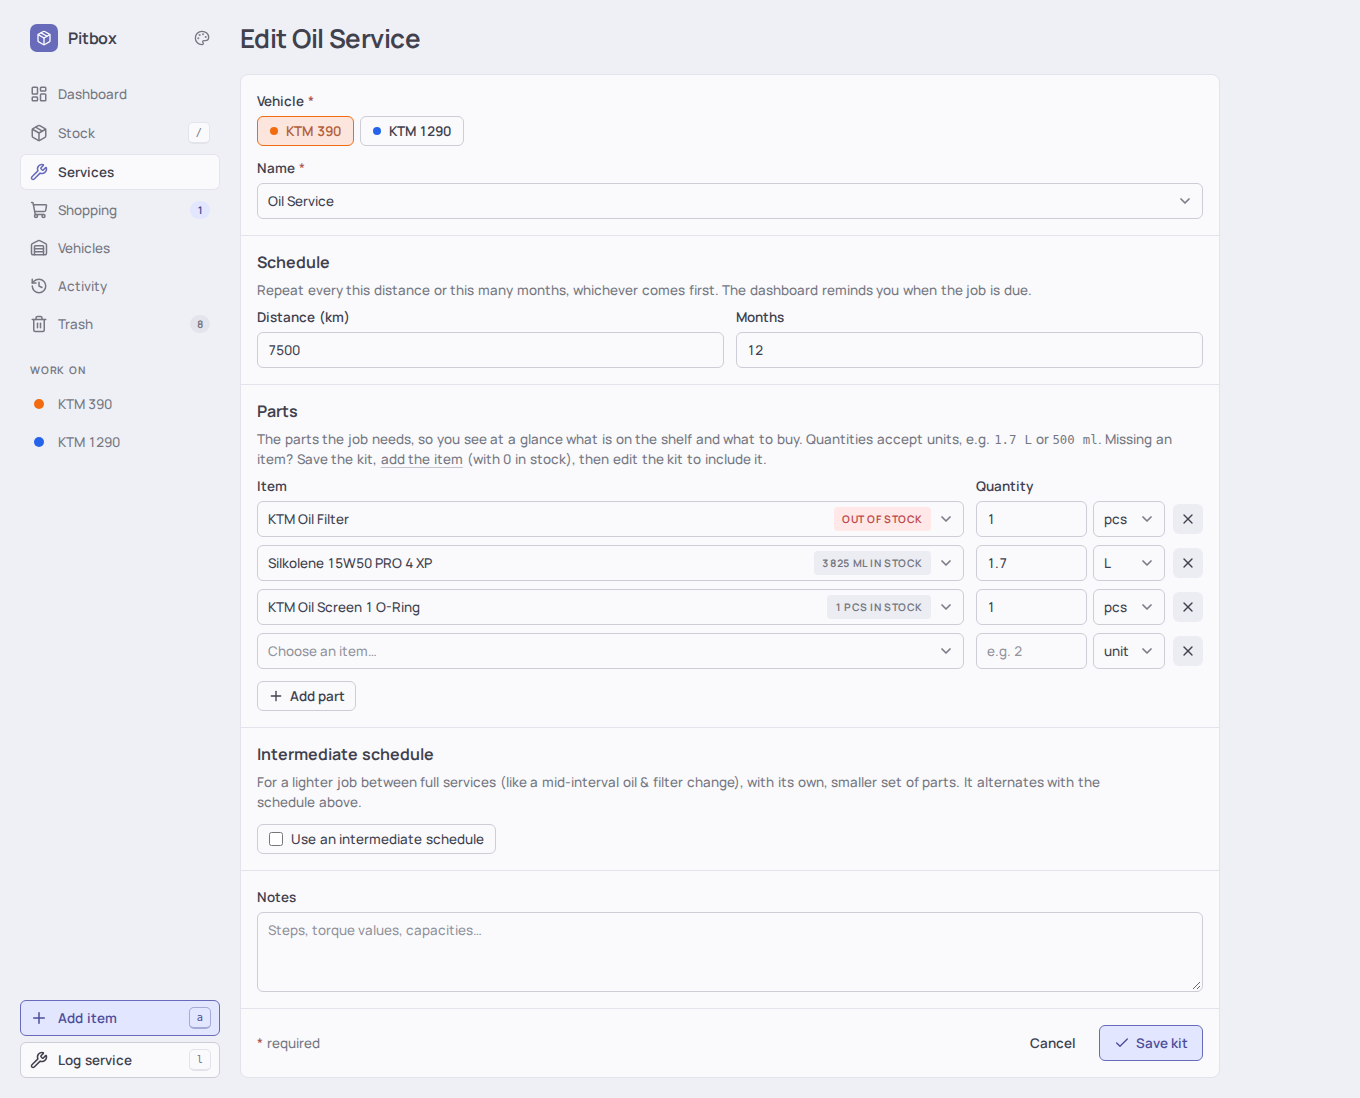 Pitbox
Edit Oil Service
Dashboard
Stock /
Services
Shopping 1
Vehicles
Activity
Trash 8
WORK ON
KTM 390
KTM 1290
Add item a
Log service l
Vehicle *
KTM 390 KTM 1290
Name *
Oil Service
Schedule
Repeat every this distance or this many months, whichever comes first. The dashboard reminds you when the job is due.
Distance (km) Months
7500 12
Parts
The parts the job needs, so you see at a glance what is on the shelf and what to buy. Quantities accept units, e.g. 1.7 L or 500 ml. Missing an
item? Save the kit, add the item (with 0 in stock), then edit the kit to include it.
Item Quantity
KTM Oil Filter OUT OF STOCK 1 pcs
Silkolene 15W50 PRO 4 XP 3825 ML IN STOCK 1.7 L
KTM Oil Screen 1 O-Ring 1 PCS IN STOCK 1 pcs
Choose an item… e.g. 2 unit
Add part
Intermediate schedule
For a lighter job between full services (like a mid-interval oil & filter change), with its own, smaller set of parts. It alternates with the
schedule above.
Use an intermediate schedule
Notes
Steps, torque values, capacities…
* required Cancel Save kit